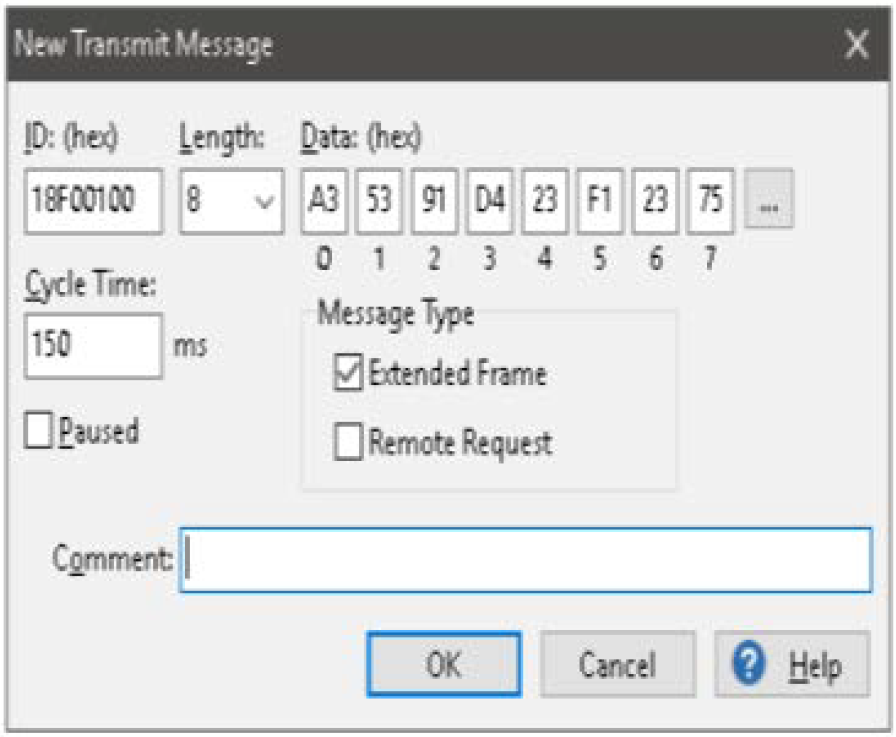 New Transmit Message X
ID: (hex) Length: Data: (hex)
18F00100 8 A3 53 91 D4 23 F1 23 75 ...
0 1 2 3 4 5 6 7
Cycle Time:
150 ms
Message Type
Extended Frame
Paused
Remote Request
Comment:
OK Cancel ? Help